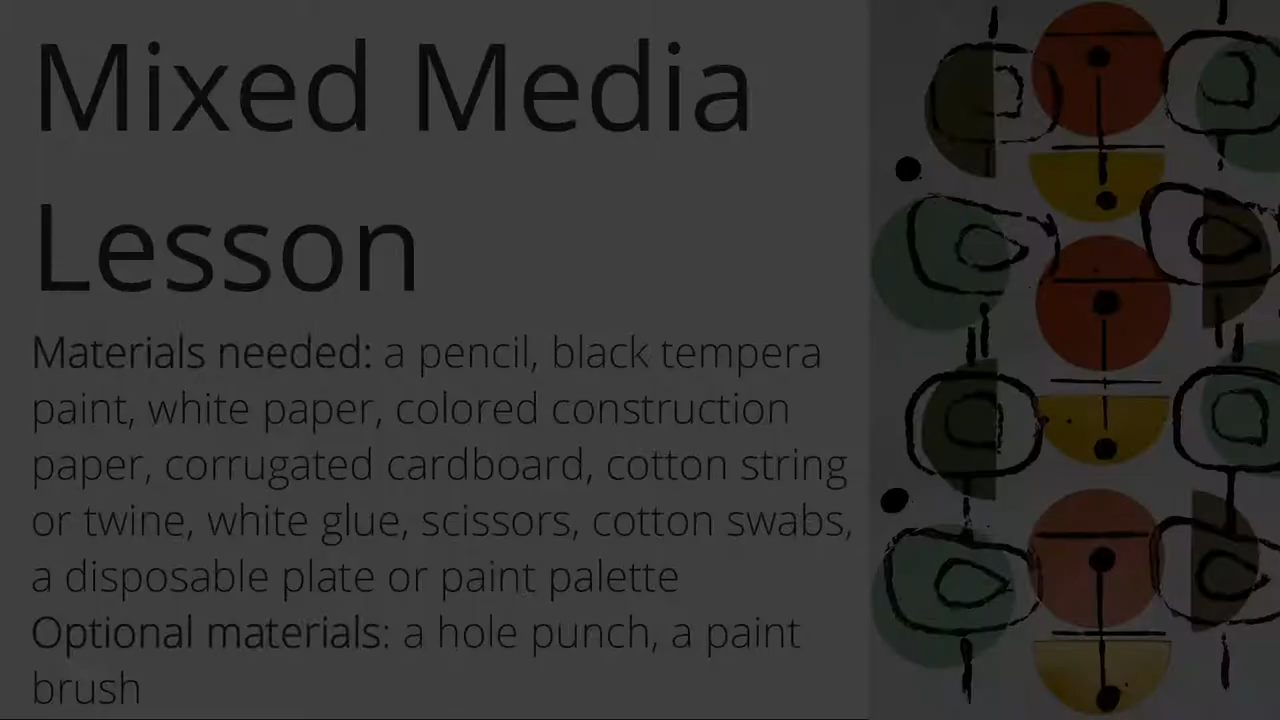 Mixed Media
Lesson
Materials needed: a pencil, black tempera
paint, white paper, colored construction
paper, corrugated cardboard, cotton string
or twine, white glue, scissors, cotton swabs,
a disposable plate or paint palette
Optional materials: a hole punch, a paint
brush